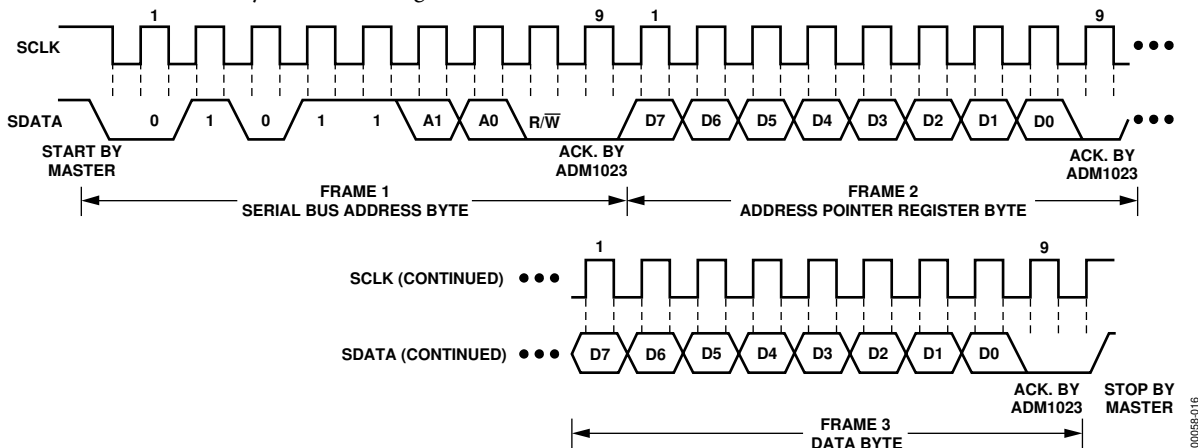 1 9 1 9
SCLK
SDATA 0 1 0 1 1 A1 A0 R/W̅ D7 D6 D5 D4 D3 D2 D1 D0
START BY MASTER
ACK. BY ADM1023
ACK. BY ADM1023
FRAME 1
SERIAL BUS ADDRESS BYTE
FRAME 2
ADDRESS POINTER REGISTER BYTE
1 9
SCLK (CONTINUED)
SDATA (CONTINUED) D7 D6 D5 D4 D3 D2 D1 D0
ACK. BY ADM1023
STOP BY MASTER
FRAME 3
DATA BYTE
00058-016